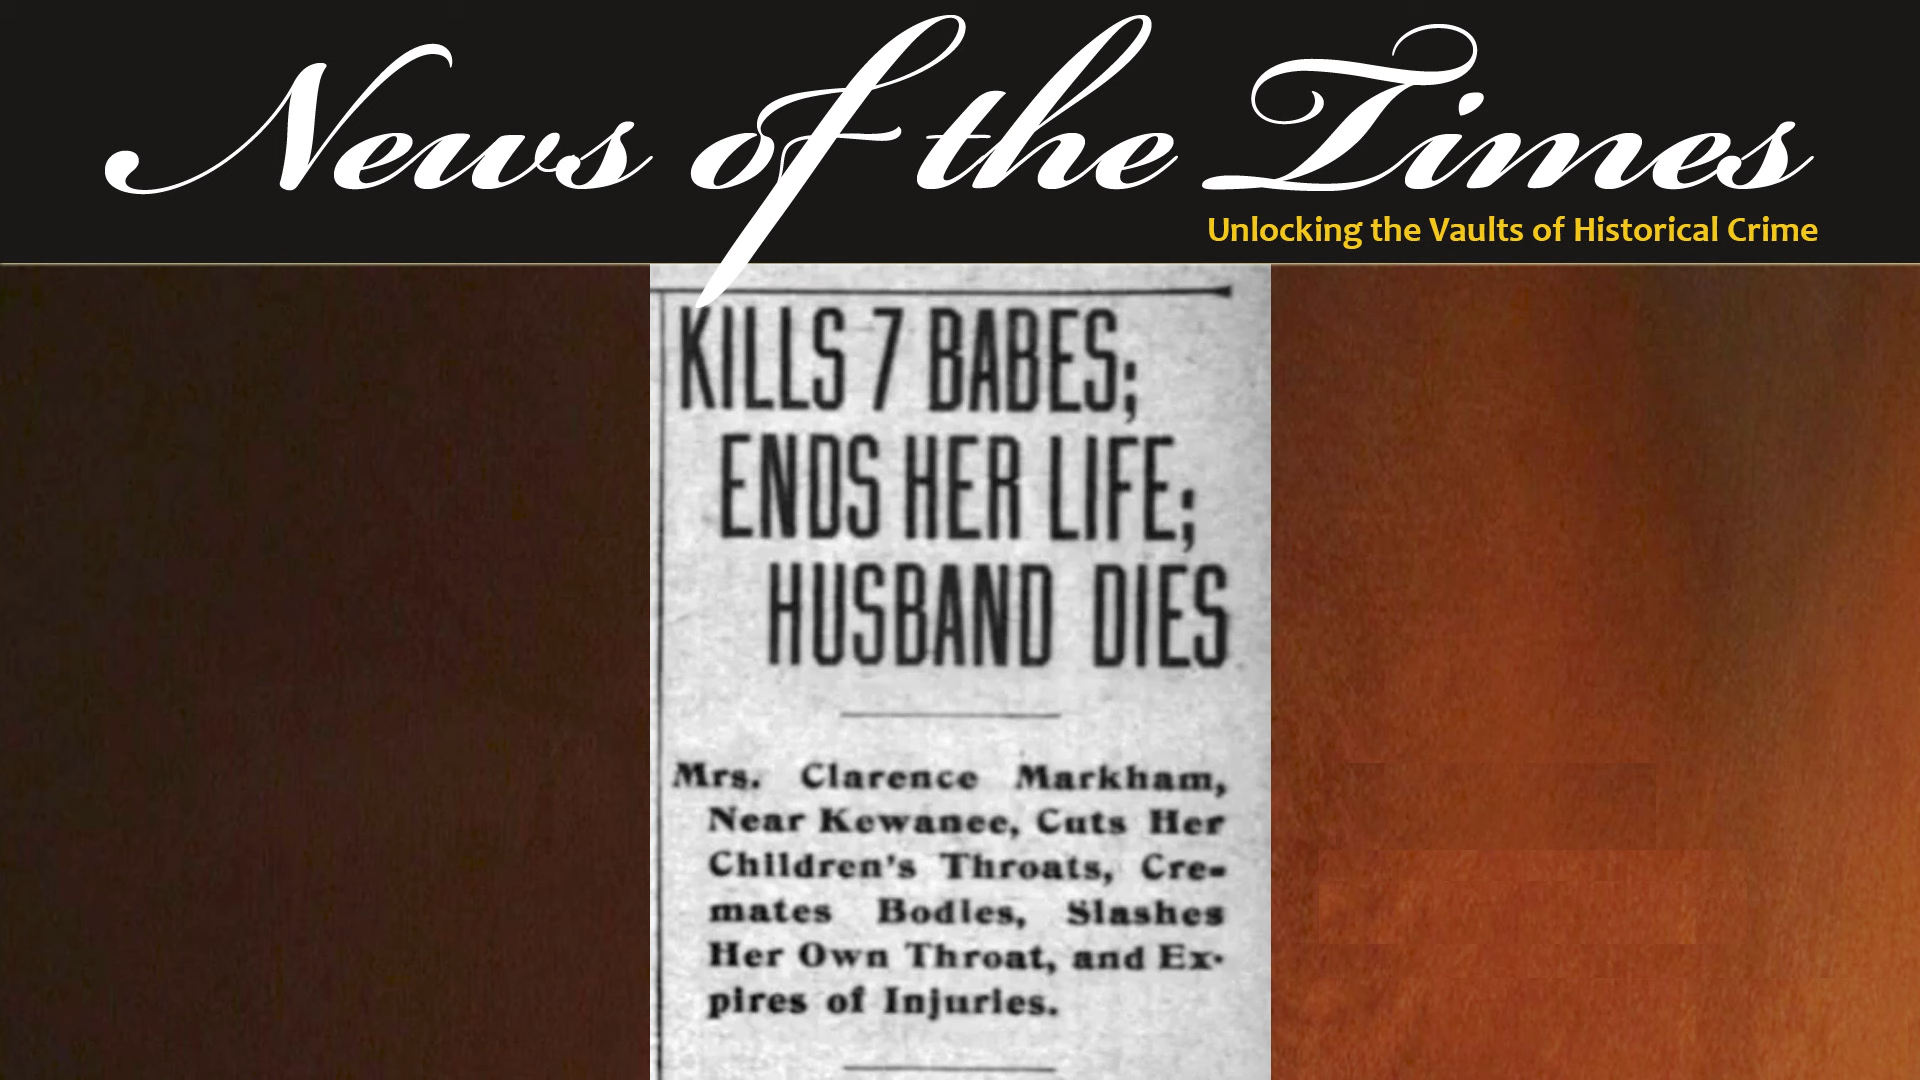 News of the Times
Unlocking the Vaults of Historical Crime
KILLS 7 BABES;
ENDS HER LIFE;
HUSBAND DIES
Mrs. Clarence Markham,
Near Kewanee, Cuts Her
Children's Throats, Cre-
mates Bodies, Slashes
Her Own Throat, and Ex-
pires of Injuries.